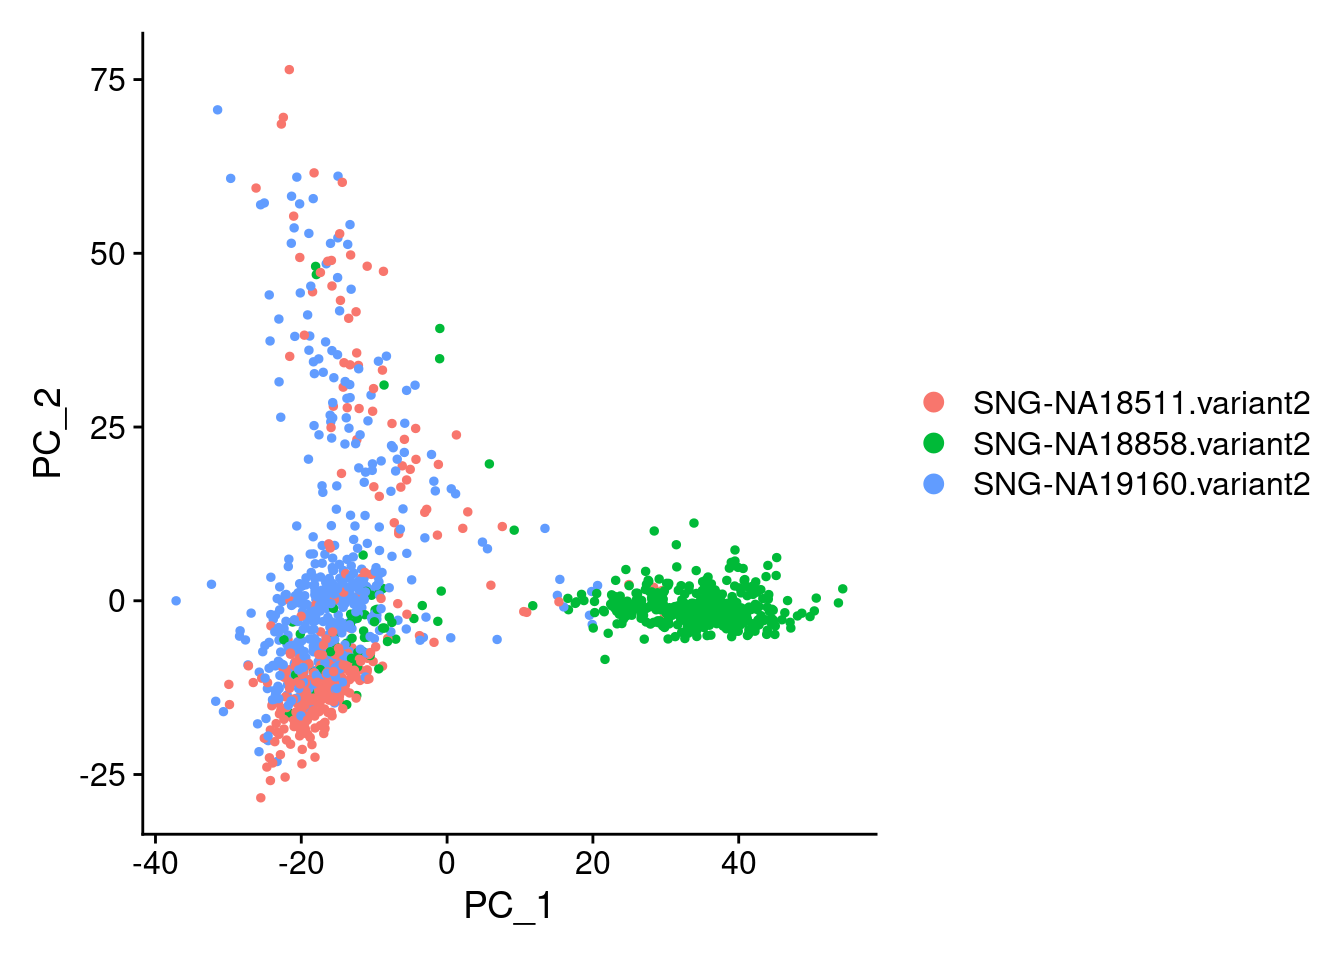 75
50
25
0
-25
PC_2
-40 -20 0 20 40
PC_1
SNG-NA18511.variant2
SNG-NA18858.variant2
SNG-NA19160.variant2